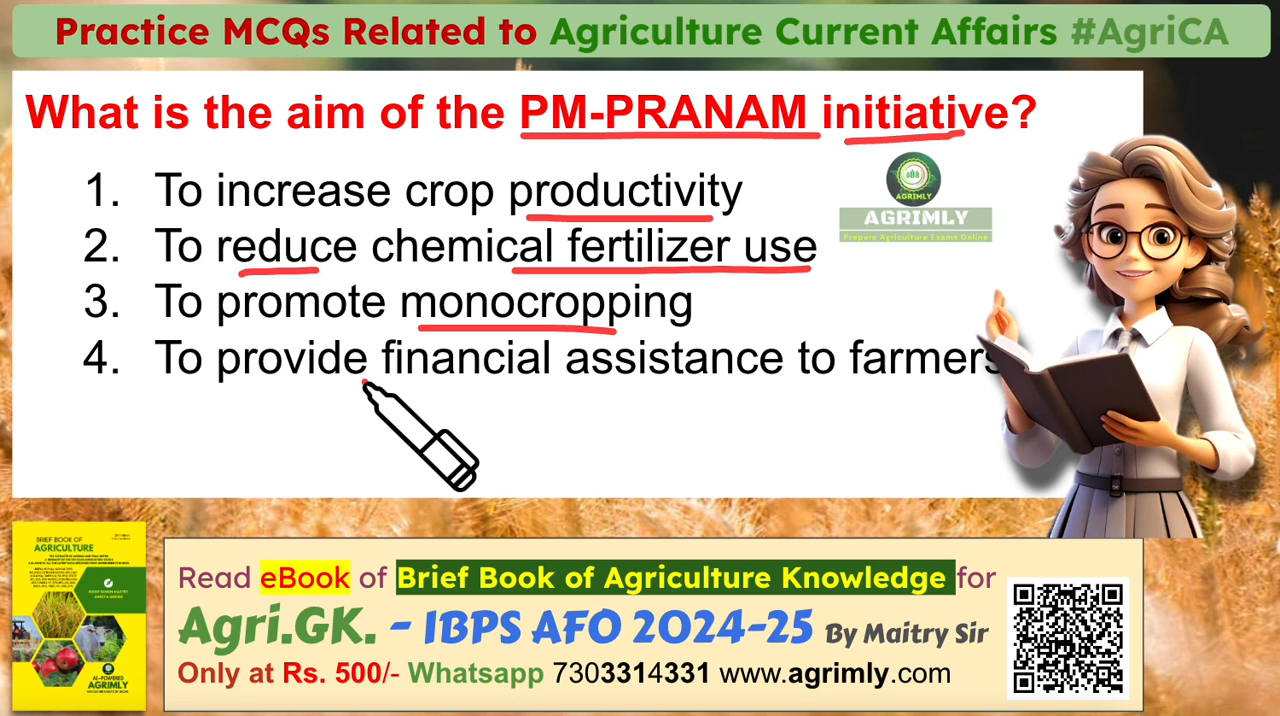 Practice MCQs Related to Agriculture Current Affairs #AgriCA
What is the aim of the PM-PRANAM initiative?
1. To increase crop productivity
2. To reduce chemical fertilizer use
3. To promote monocropping
4. To provide financial assistance to farmers
AGRIMLY
AGRIMLY
Prepare Agriculture Exams Online
BRIEF BOOK OF
AGRICULTURE
AI-POWERED
AGRIMLY
Read eBook of Brief Book of Agriculture Knowledge for
Agri.GK. - IBPS AFO 2024-25 By Maitry Sir
Only at Rs. 500/- Whatsapp 7303314331 www.agrimly.com